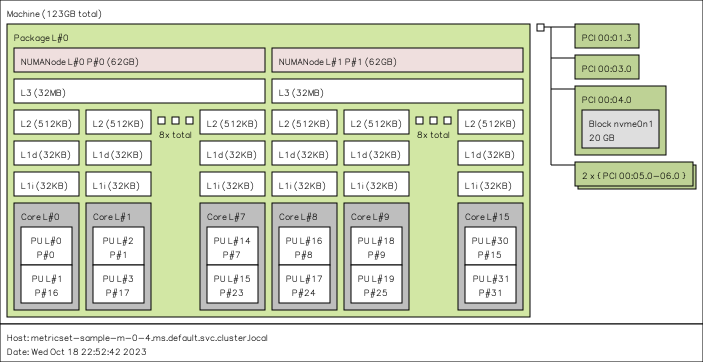 Machine (123GB total)
Package L#0
NUMANode L#0 P#0 (62GB)
NUMANode L#1 P#1 (62GB)
L3 (32MB)
L3 (32MB)
L2 (512KB)
L2 (512KB)
8x total
L2 (512KB)
L2 (512KB)
L2 (512KB)
8x total
L2 (512KB)
L1d (32KB)
L1d (32KB)
L1d (32KB)
L1d (32KB)
L1d (32KB)
L1d (32KB)
L1i (32KB)
L1i (32KB)
L1i (32KB)
L1i (32KB)
L1i (32KB)
L1i (32KB)
Core L#0
PU L#0
P#0
PU L#1
P#16
Core L#1
PU L#2
P#1
PU L#3
P#17
Core L#7
PU L#14
P#7
PU L#15
P#23
Core L#8
PU L#16
P#8
PU L#17
P#24
Core L#9
PU L#18
P#9
PU L#19
P#25
Core L#15
PU L#30
P#15
PU L#31
P#31
PCI 00:01.3
PCI 00:03.0
PCI 00:04.0
Block nvme0n1
20 GB
2 x { PCI 00:05.0-06.0 }
Host: metricset-sample-m-0-4.ms.default.svc.cluster.local
Date: Wed Oct 18 22:52:42 2023